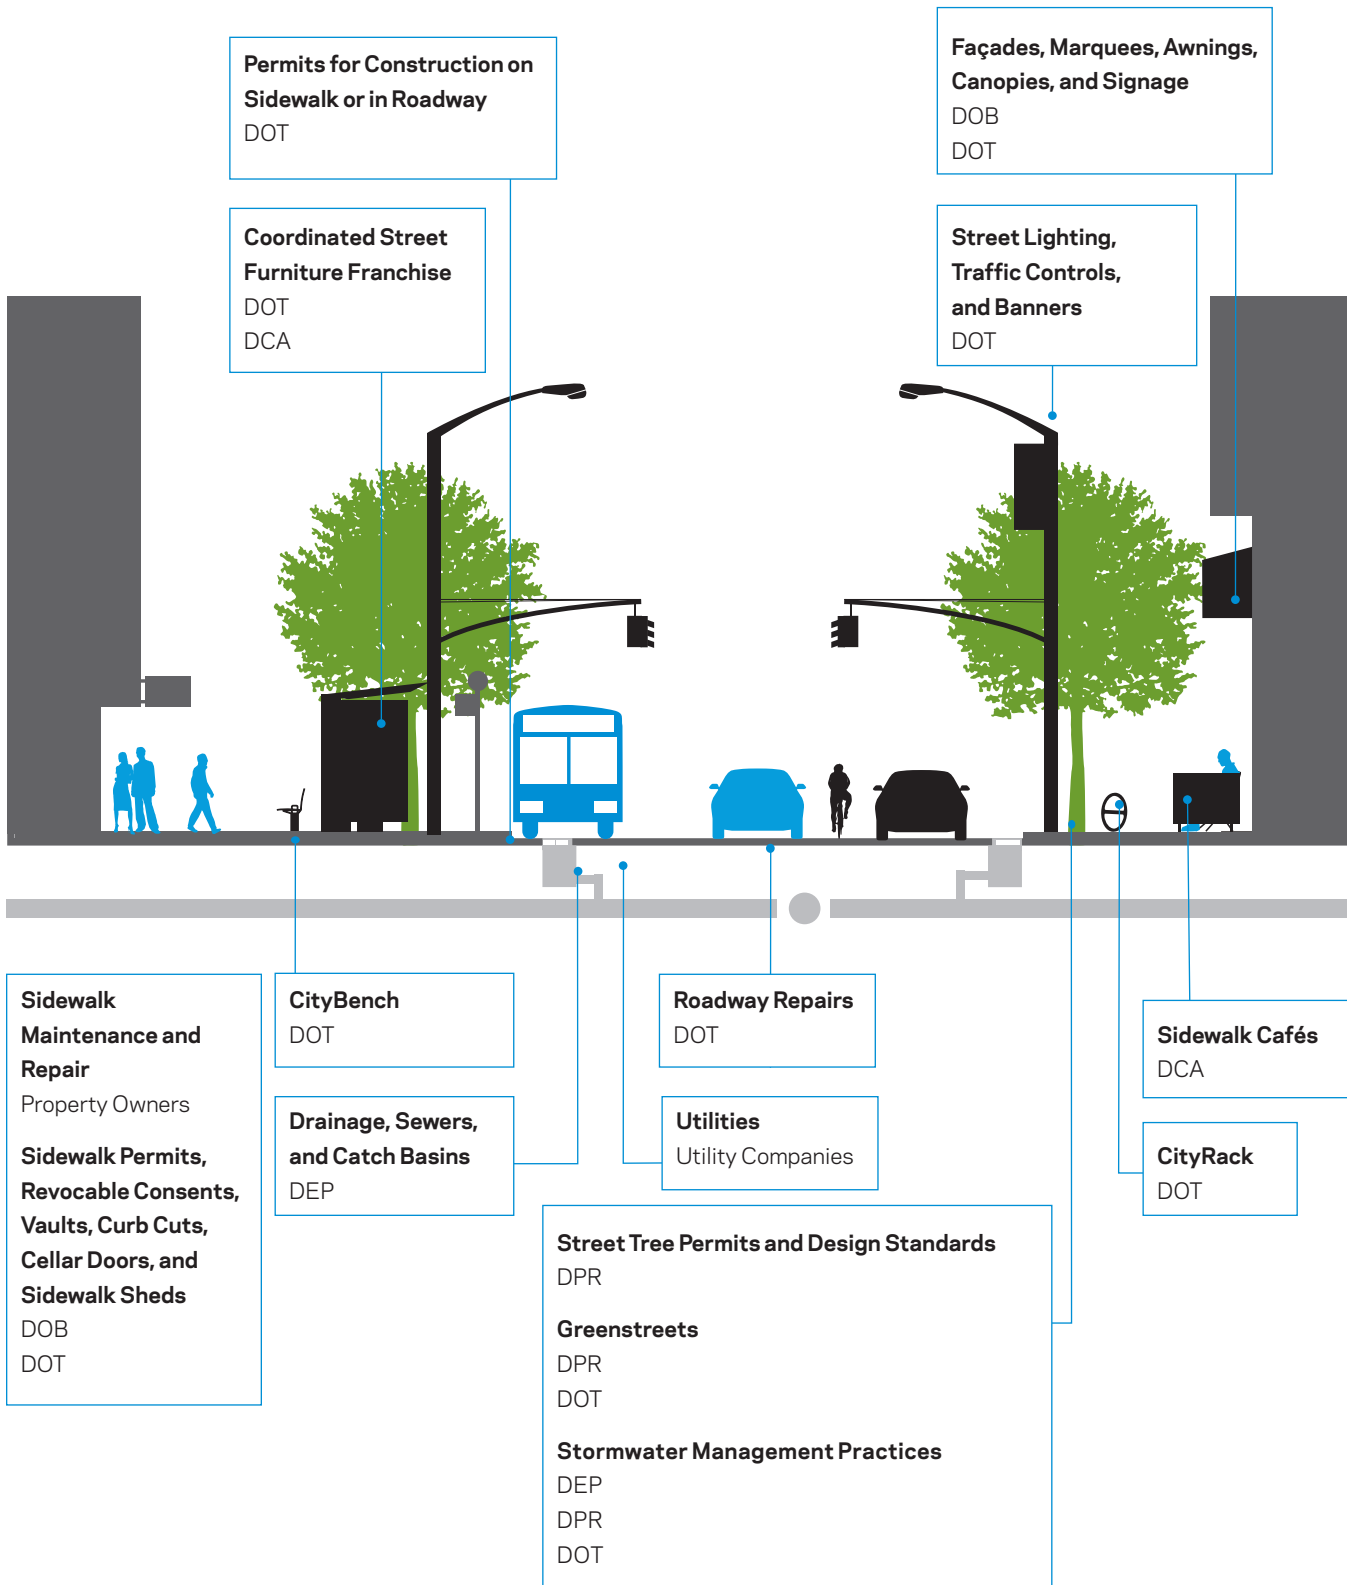 Permits for Construction on
Sidewalk or in Roadway
DOT
Façades, Marquees, Awnings,
Canopies, and Signage
DOB
DOT
Coordinated Street
Furniture Franchise
DOT
DCA
Street Lighting,
Traffic Controls,
and Banners
DOT
Sidewalk
Maintenance and
Repair
Property Owners
Sidewalk Permits,
Revocable Consents,
Vaults, Curb Cuts,
Cellar Doors, and
Sidewalk Sheds
DOB
DOT
CityBench
DOT
Drainage, Sewers,
and Catch Basins
DEP
Roadway Repairs
DOT
Utilities
Utility Companies
Sidewalk Cafés
DCA
CityRack
DOT
Street Tree Permits and Design Standards
DPR
Greenstreets
DPR
DOT
Stormwater Management Practices
DEP
DPR
DOT